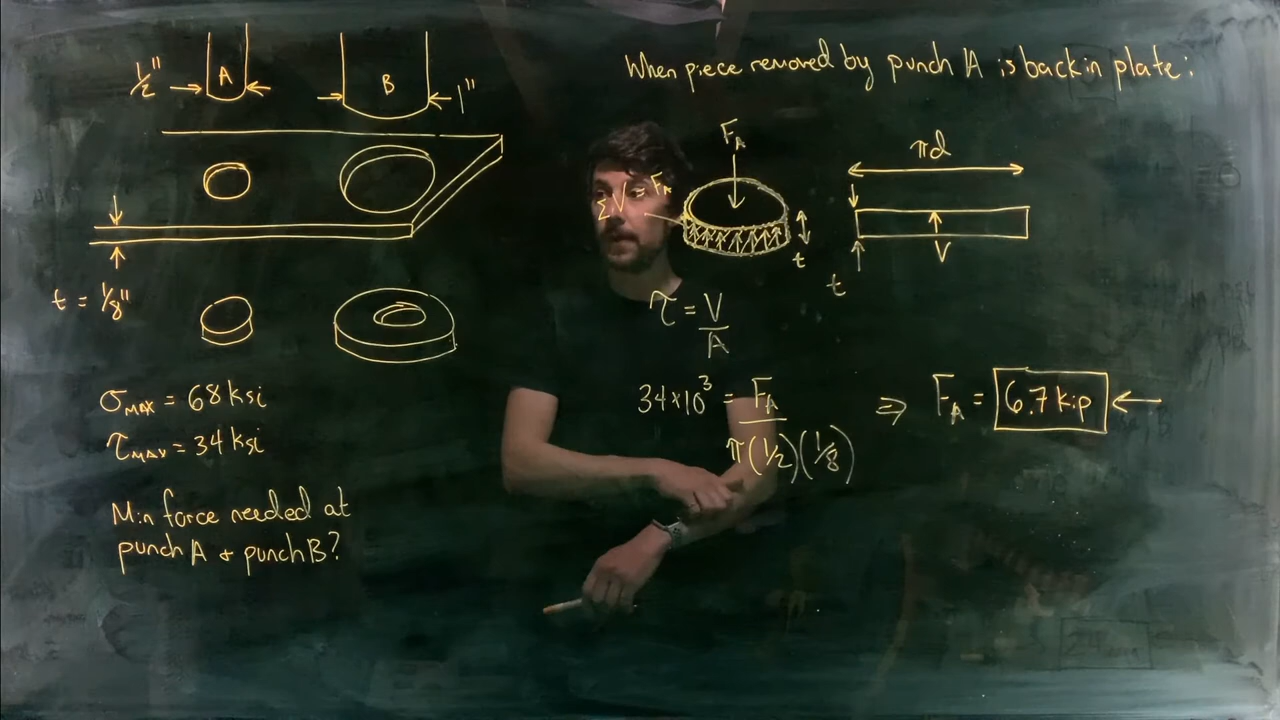 1/2"
A
B
1"
t = 1/8"
σMAX = 68 ksi
τMAX = 34 ksi
Min force needed at
punch A + punch B?
When piece removed by punch A is back in plate:
FA
ΣV = FA
t
πd
V
t
τ = V/A
34×10³ = FA/π(1/2)(1/8) ⇒ FA = 6.7 kip ←